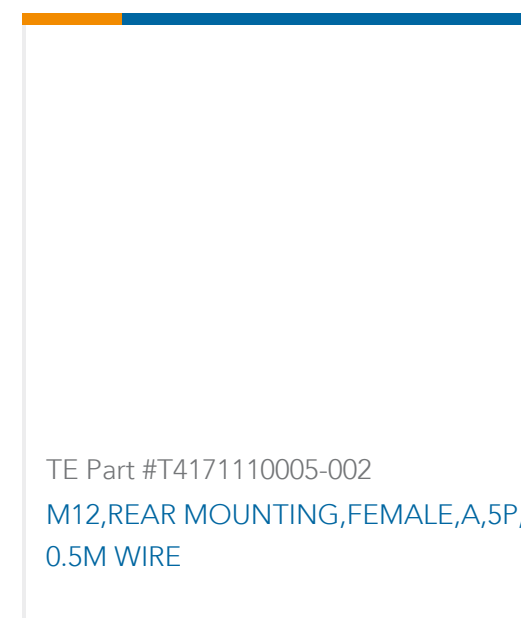 TE Part #T4171110005-002
M12,REAR MOUNTING,FEMALE,A,5P,
0.5M WIRE